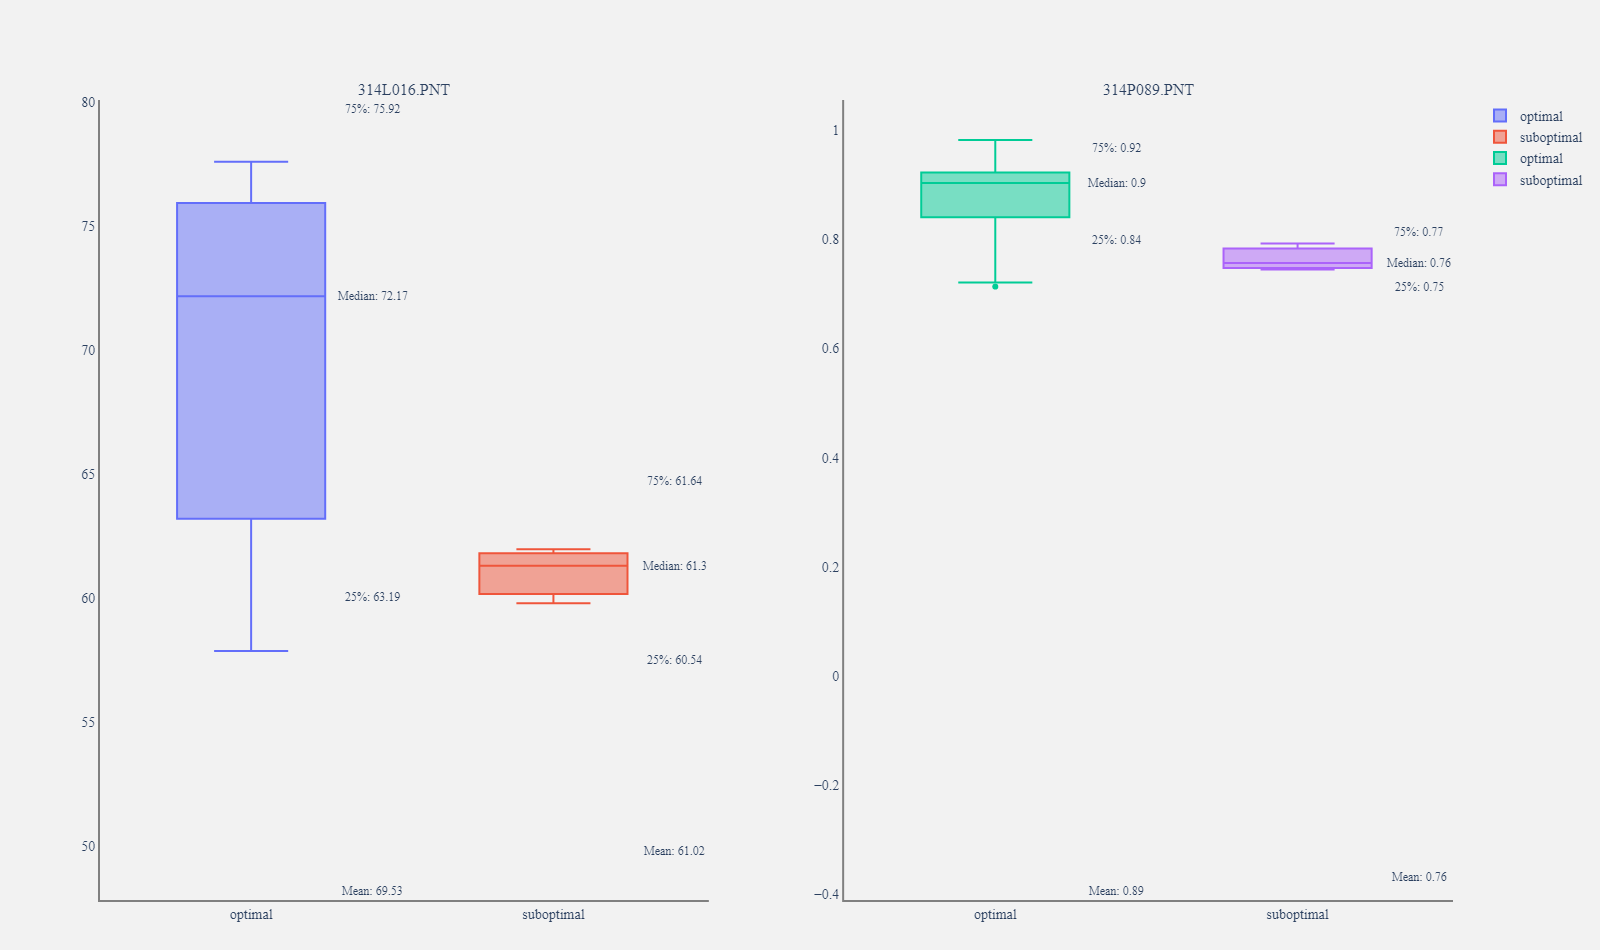 314L016.PNT
80
75
70
65
60
55
50
75%: 75.92
Median: 72.17
25%: 63.19
Mean: 69.53
75%: 61.64
Median: 61.3
25%: 60.54
Mean: 61.02
optimal
suboptimal
314P089.PNT
1
0.8
0.6
0.4
0.2
0
−0.2
−0.4
75%: 0.92
Median: 0.9
25%: 0.84
Mean: 0.89
75%: 0.77
Median: 0.76
25%: 0.75
Mean: 0.76
optimal
suboptimal
optimal
suboptimal
optimal
suboptimal